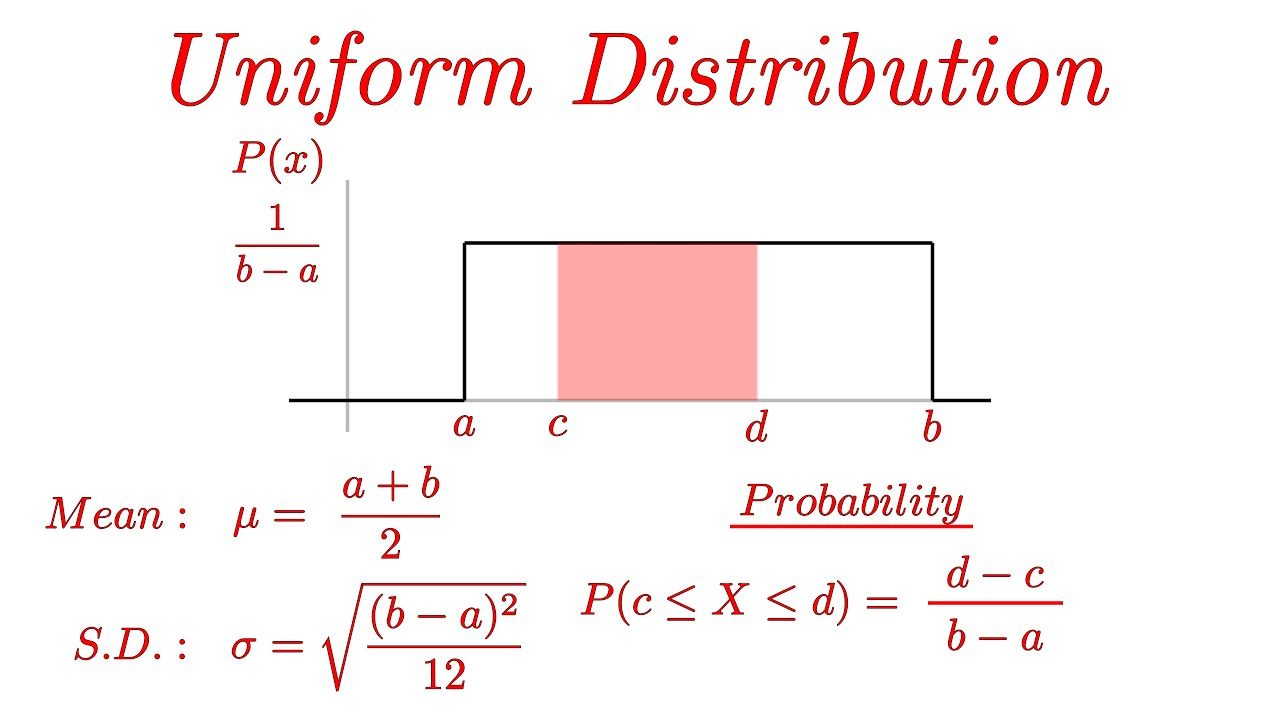 Uniform Distribution
P(x)
1
b − a
a c d b
Mean : μ = a + b
2
Probability
P(c ≤ X ≤ d) = d − c
b − a
S.D. : σ = √(b − a)²
12